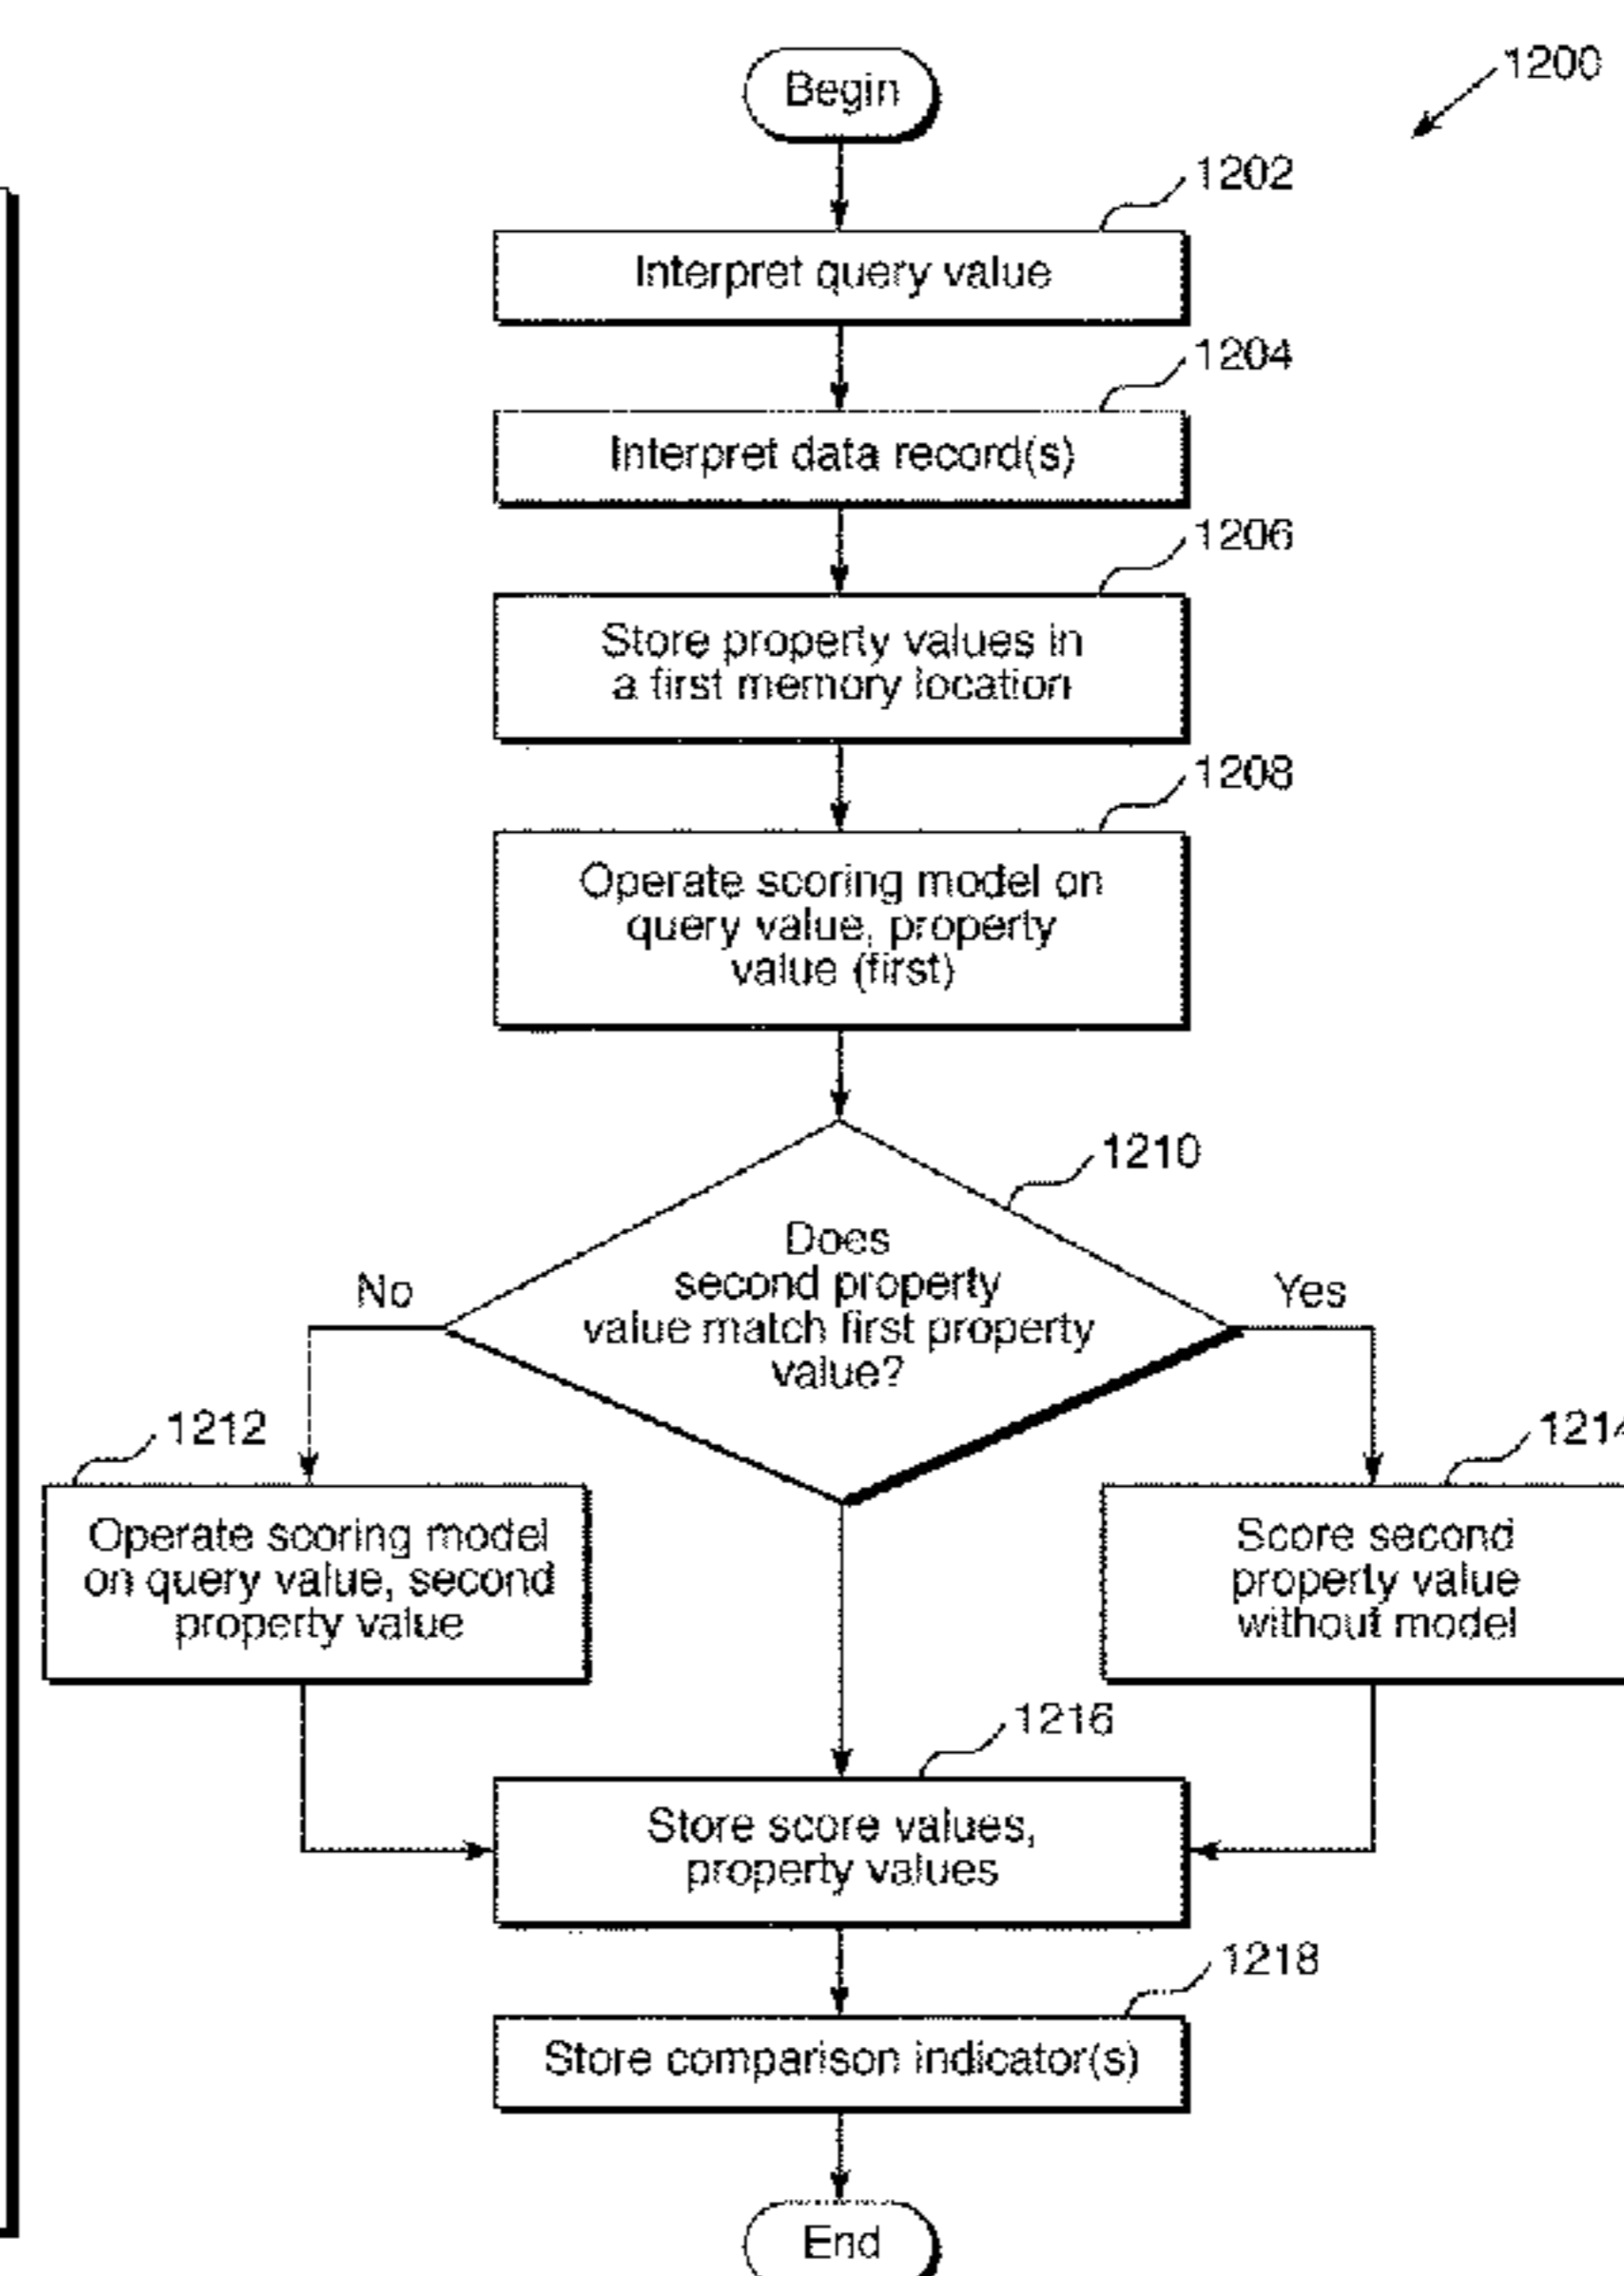 1200
Begin
1202
Interpret query value
1204
Interpret data record(s)
1206
Store property values in
a first memory location
1208
Operate scoring model on
query value, property
value (first)
1210
Does
second property
value match first property
value?
No
Yes
1212
Operate scoring model
on query value, second
property value
1214
Score second
property value
without model
1216
Store score values,
property values
1218
Store comparison indicator(s)
End